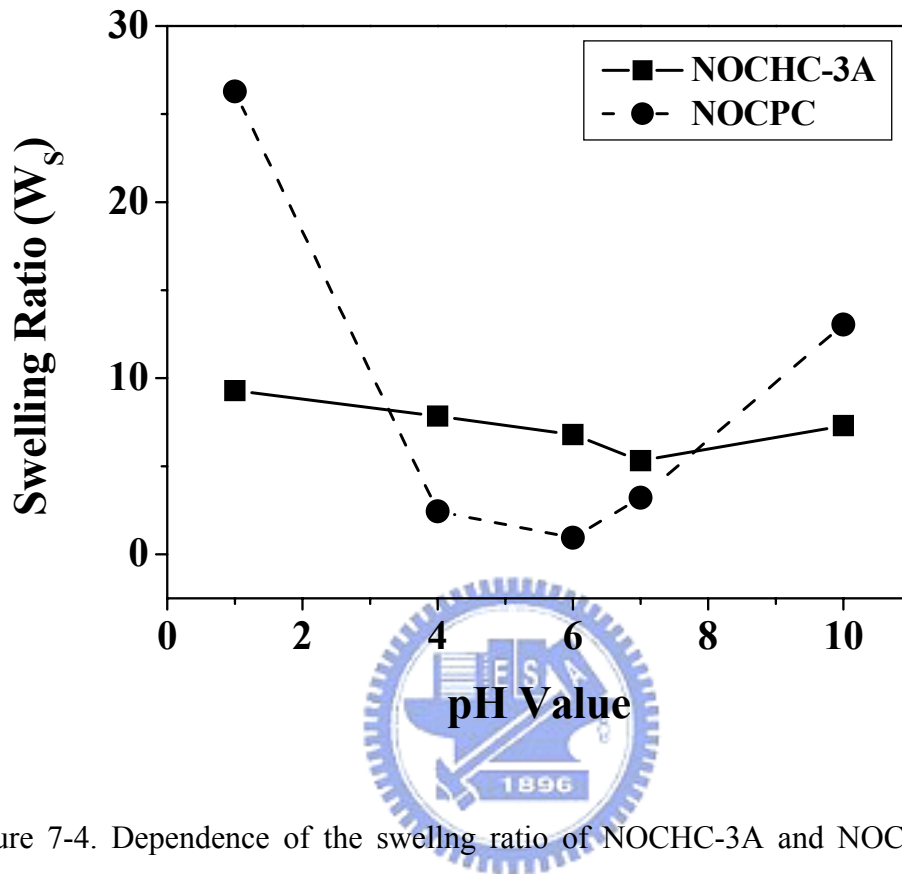 30
20
10
0
Swelling Ratio (W_S)
NOCHC-3A
NOCPC
0 2 4 6 8 10
pH Value
E S A
1896
ure 7-4. Dependence of the swellng ratio of NOCHC-3A and NOC